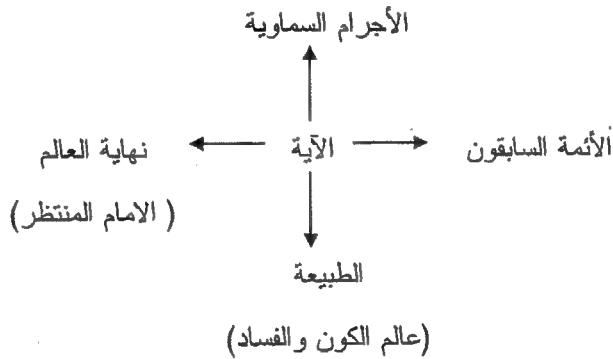 الأجرام السماوية
الأئمة السابقون الآية نهاية العالم
(الامام المنتظر)
الطبيعة
(عالم الكون والفساد)